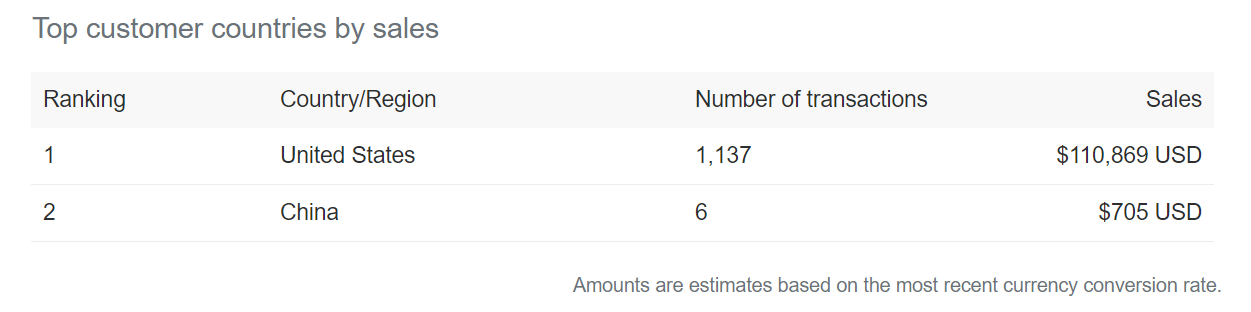 Top customer countries by sales
Ranking Country/Region Number of transactions Sales
1 United States 1,137 $110,869 USD
2 China 6 $705 USD
Amounts are estimates based on the most recent currency conversion rate.